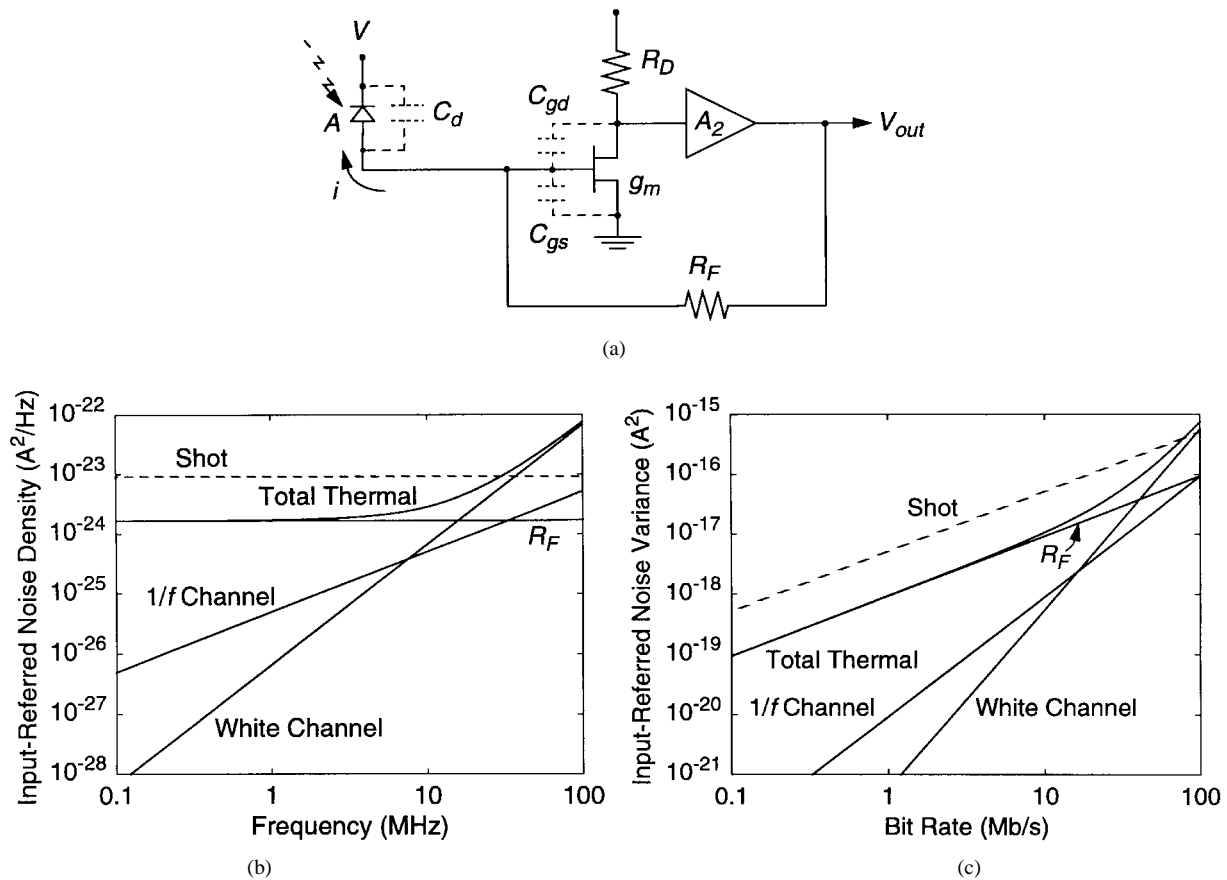 V
R_D
C_gd
C_d
A
A_2
V_out
i
g_m
C_gs
R_F
(a)
Input-Referred Noise Density (A^2/Hz)
10^-22
10^-23
10^-24
10^-25
10^-26
10^-27
10^-28
Shot
Total Thermal
R_F
1/f Channel
White Channel
0.1
1
10
100
Frequency (MHz)
(b)
Input-Referred Noise Variance (A^2)
10^-15
10^-16
10^-17
10^-18
10^-19
10^-20
10^-21
Shot
R_F
Total Thermal
1/f Channel
White Channel
0.1
1
10
100
Bit Rate (Mb/s)
(c)